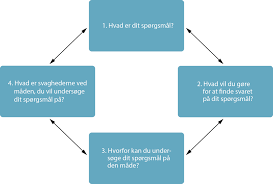 1. Hvad er dit spørgsmål?
4. Hvad er svaghederne ved
måden, du vil undersøge
dit spørgsmål på?
2. Hvad vil du gøre
for at finde svaret
på dit spørgsmål?
3. Hvorfor kan du under-
søge dit spørgsmål på
den måde?